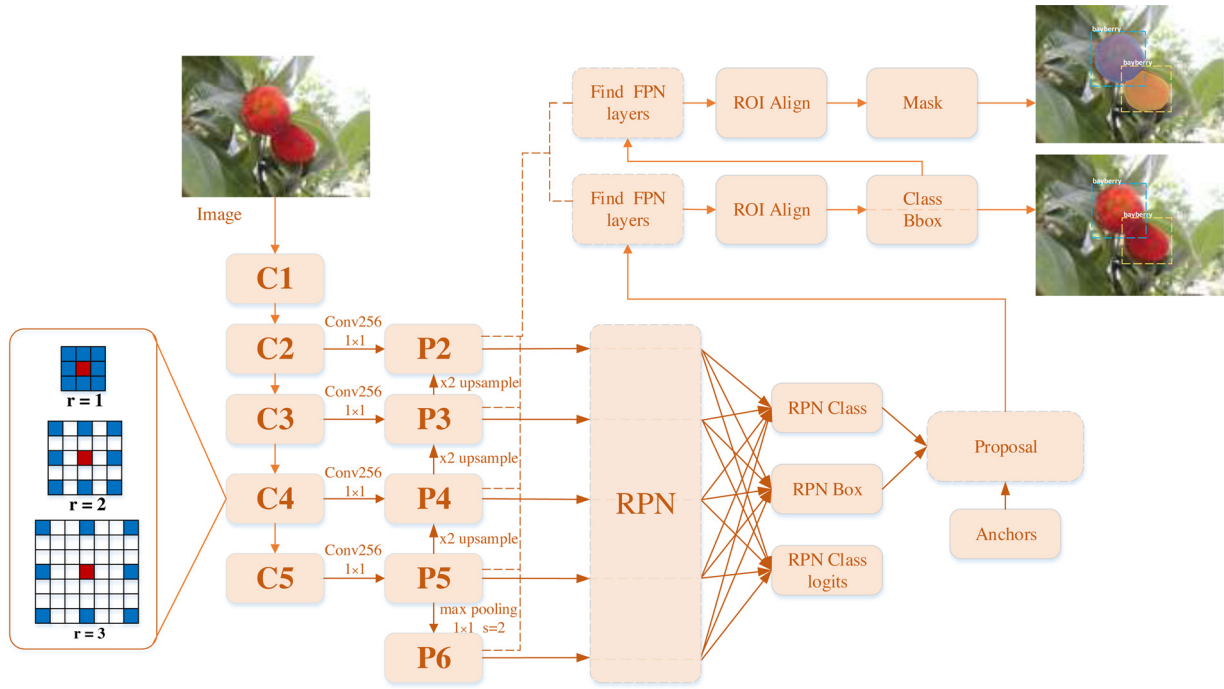 bayberry
bayberry
Find FPN
layers
ROI Align
Mask
bayberry
bayberry
Find FPN
layers
ROI Align
Class
Bbox
Image
C1
C2
Conv256
1×1
P2
x2 upsample
C3
Conv256
1×1
P3
x2 upsample
C4
Conv256
1×1
P4
x2 upsample
C5
Conv256
1×1
P5
max pooling
1×1 s=2
P6
r = 1
r = 2
r = 3
RPN
RPN Class
RPN Box
RPN Class
logits
Proposal
Anchors